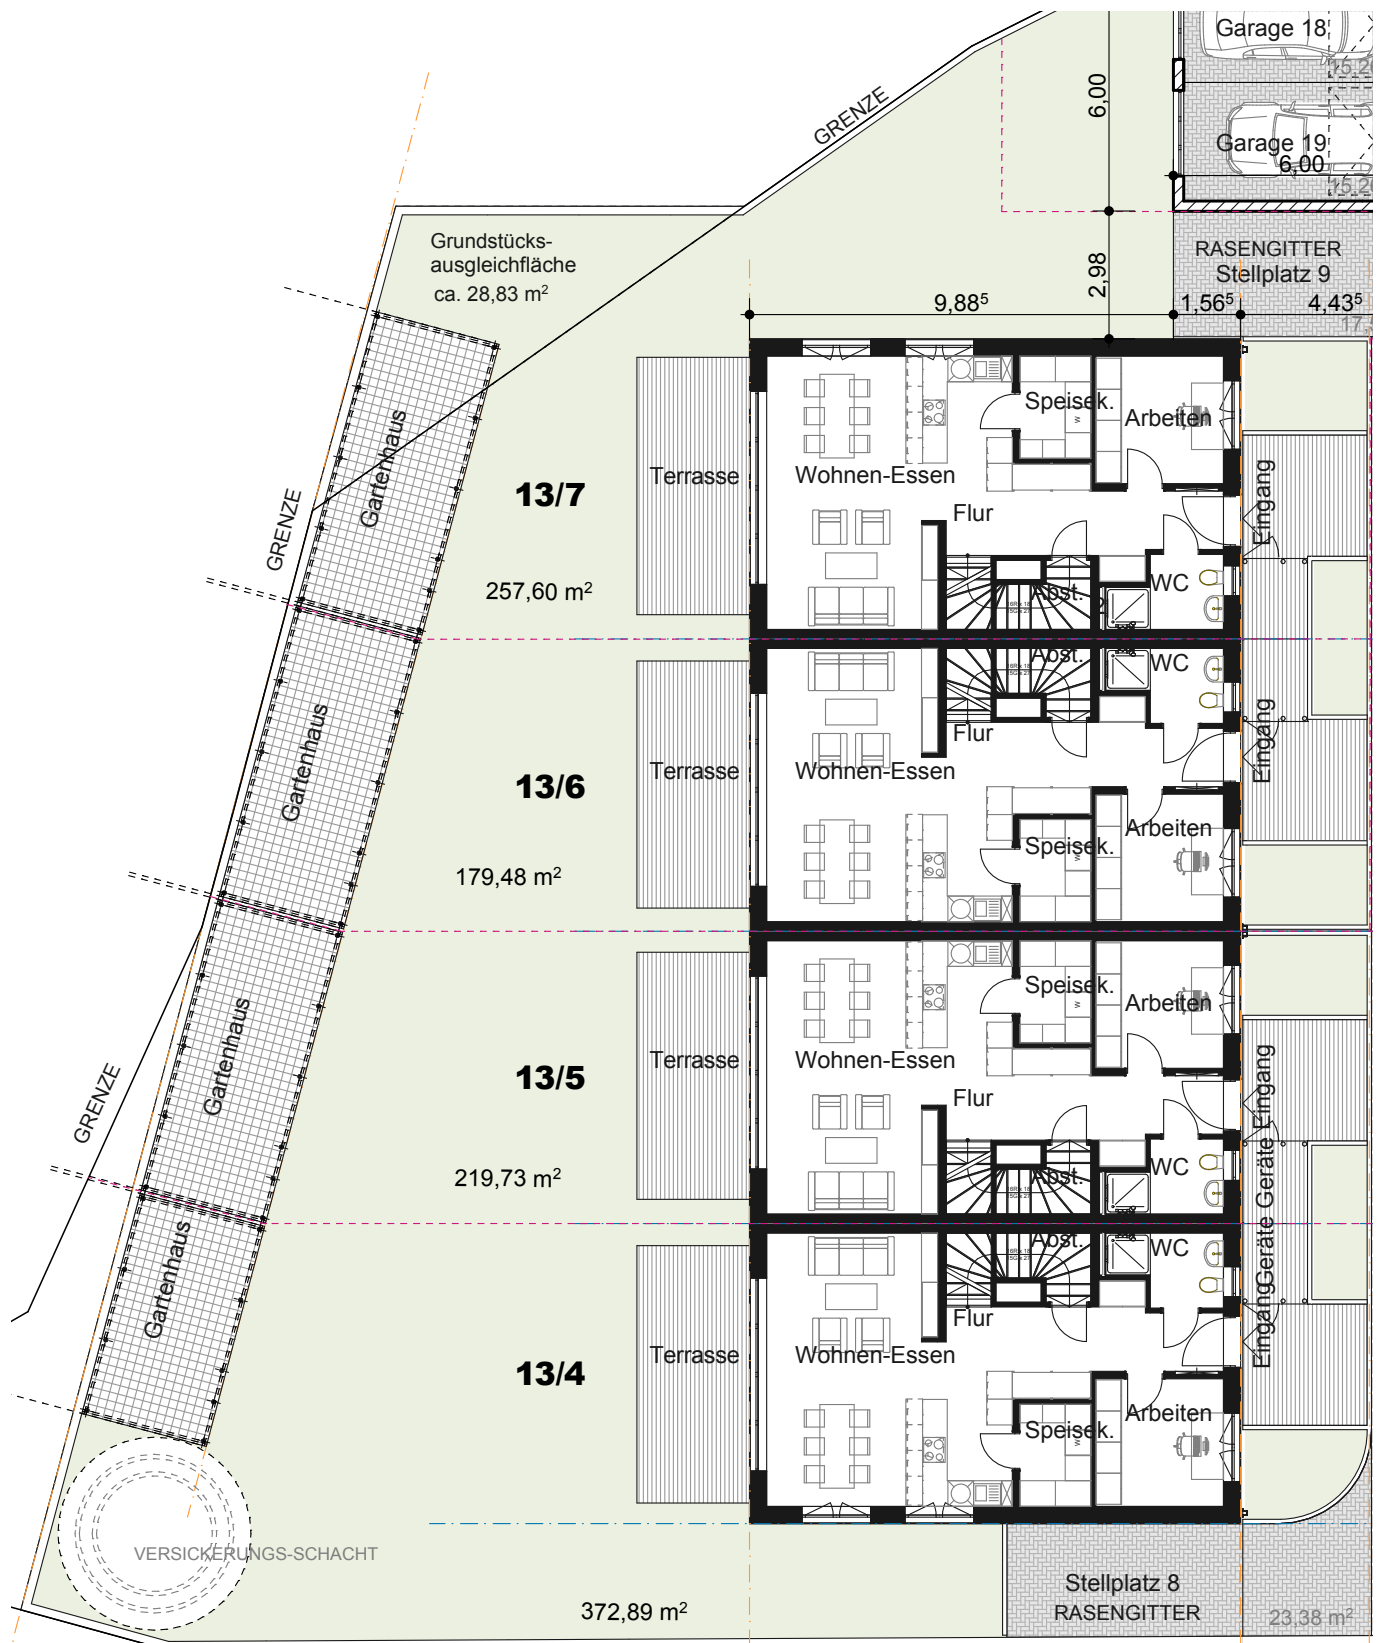 Garage 18
15,20
6,00
GRENZE
Garage 19
6,00
15,20
Grundstücks-
ausgleichfläche
ca. 28,83 m²
RASENGITTER
Stellplatz 9
2,98
9,88⁵
1,56⁵
4,43⁵
Gartenhaus
GRENZE
13/7
257,60 m²
Terrasse
Wohnen-Essen
Speisek.
W
Arbeiten
Flur
Abst.
WC
Eingang
Gartenhaus
13/6
179,48 m²
Terrasse
Wohnen-Essen
Abst.
WC
Flur
Speisek.
W
Arbeiten
Eingang
Gartenhaus
GRENZE
13/5
219,73 m²
Terrasse
Wohnen-Essen
Speisek.
W
Arbeiten
Flur
Abst.
WC
Eingang
Geräte
Gartenhaus
13/4
Terrasse
Wohnen-Essen
Abst.
WC
Flur
Speisek.
W
Arbeiten
Geräte
Eingang
VERSICKERUNGS-SCHACHT
372,89 m²
Stellplatz 8
RASENGITTER
23,38 m²